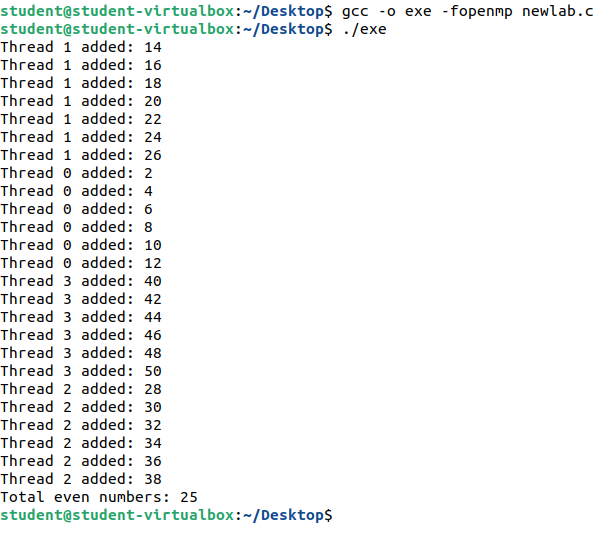 student@student-virtualbox:~/Desktop$ gcc -o exe -fopenmp newlab.c
student@student-virtualbox:~/Desktop$ ./exe
Thread 1 added: 14
Thread 1 added: 16
Thread 1 added: 18
Thread 1 added: 20
Thread 1 added: 22
Thread 1 added: 24
Thread 1 added: 26
Thread 0 added: 2
Thread 0 added: 4
Thread 0 added: 6
Thread 0 added: 8
Thread 0 added: 10
Thread 0 added: 12
Thread 3 added: 40
Thread 3 added: 42
Thread 3 added: 44
Thread 3 added: 46
Thread 3 added: 48
Thread 3 added: 50
Thread 2 added: 28
Thread 2 added: 30
Thread 2 added: 32
Thread 2 added: 34
Thread 2 added: 36
Thread 2 added: 38
Total even numbers: 25
student@student-virtualbox:~/Desktop$